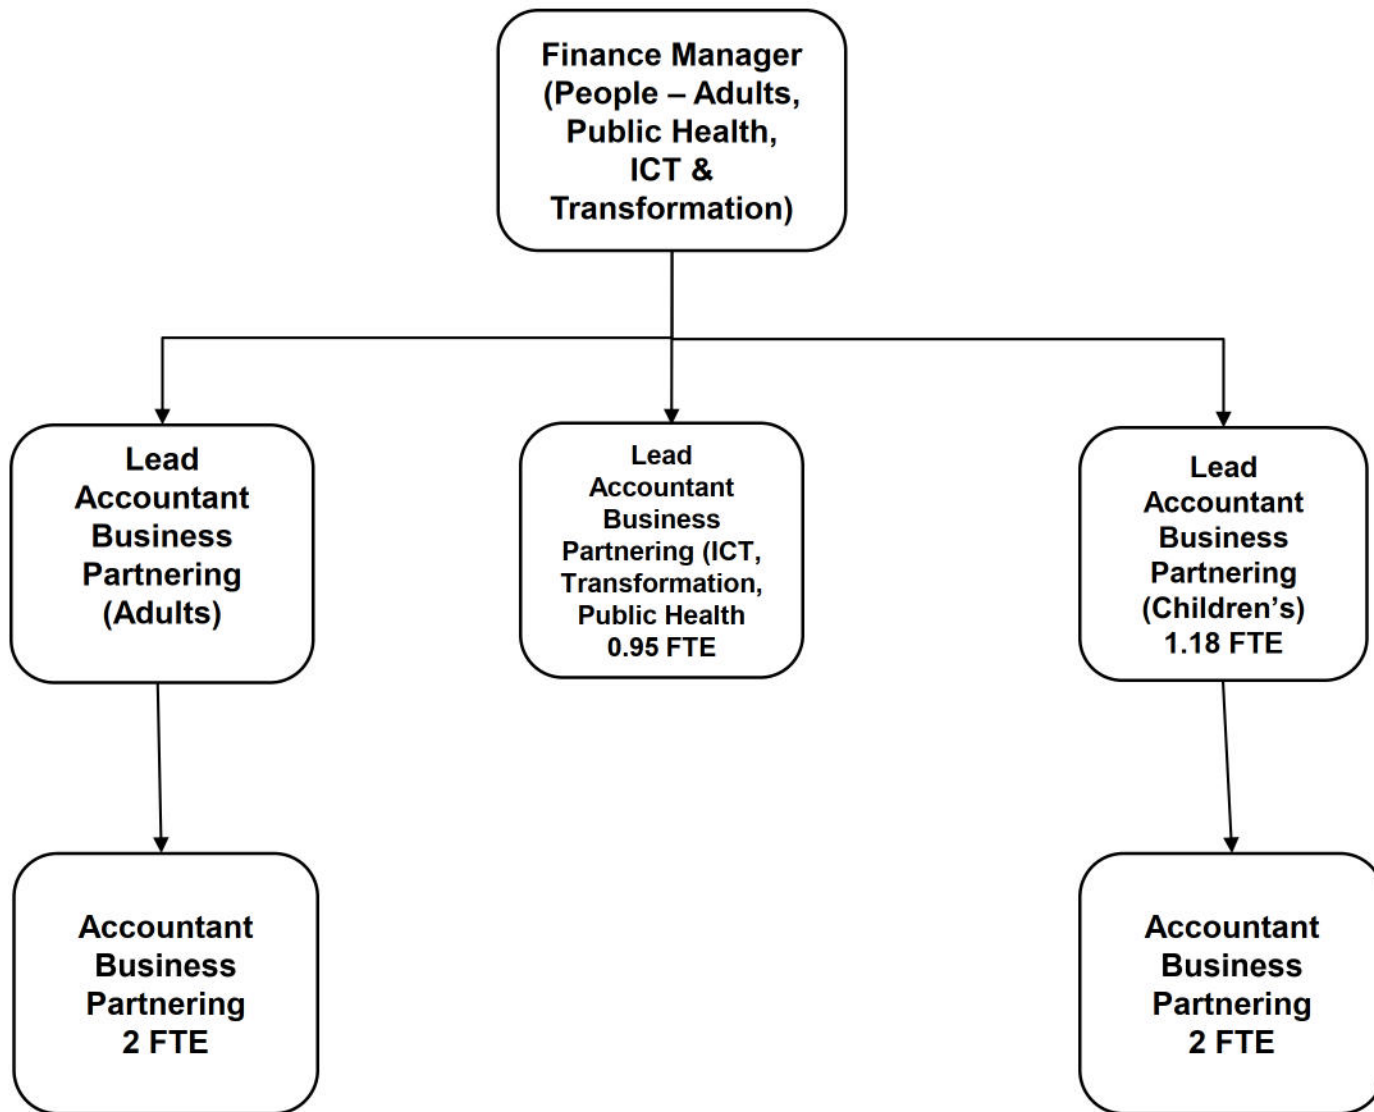 Finance Manager
(People – Adults,
Public Health,
ICT &
Transformation)
Lead
Accountant
Business
Partnering
(Adults)
Lead
Accountant
Business
Partnering (ICT,
Transformation,
Public Health
0.95 FTE
Lead
Accountant
Business
Partnering
(Children’s)
1.18 FTE
Accountant
Business
Partnering
2 FTE
Accountant
Business
Partnering
2 FTE